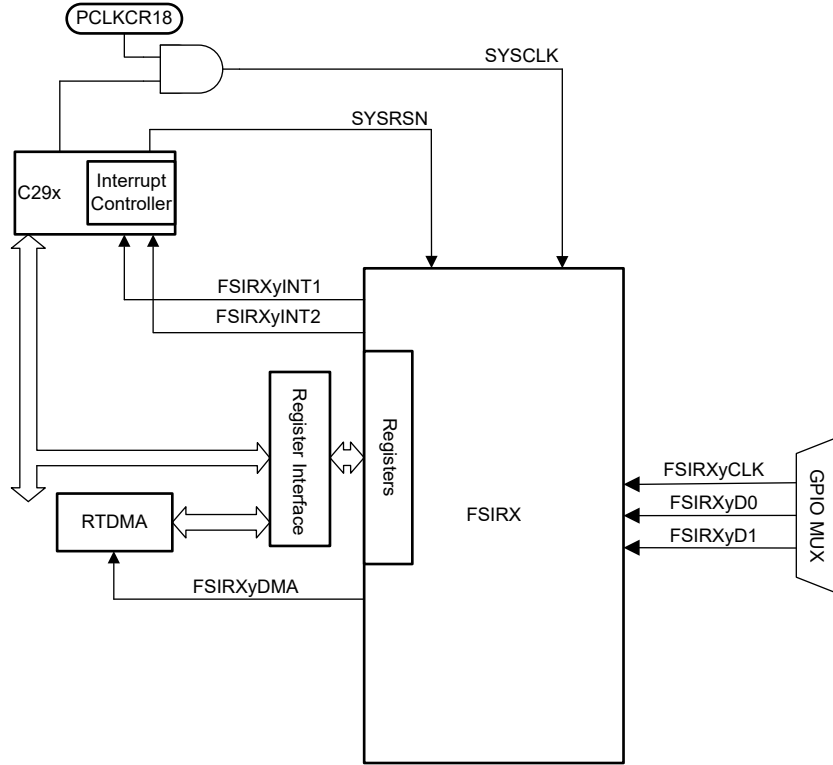 PCLKCR18
SYSCLK
SYSRSN
C29x
Interrupt
Controller
FSIRXyINT1
FSIRXyINT2
Register Interface
Registers
FSIRX
FSIRXyCLK
FSIRXyD0
FSIRXyD1
GPIO MUX
RTDMA
FSIRXyDMA